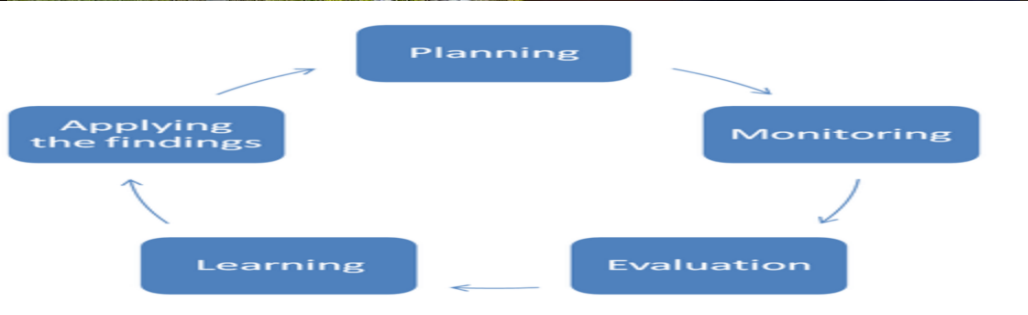 Planning
Monitoring
Evaluation
Learning
Applying
the findings